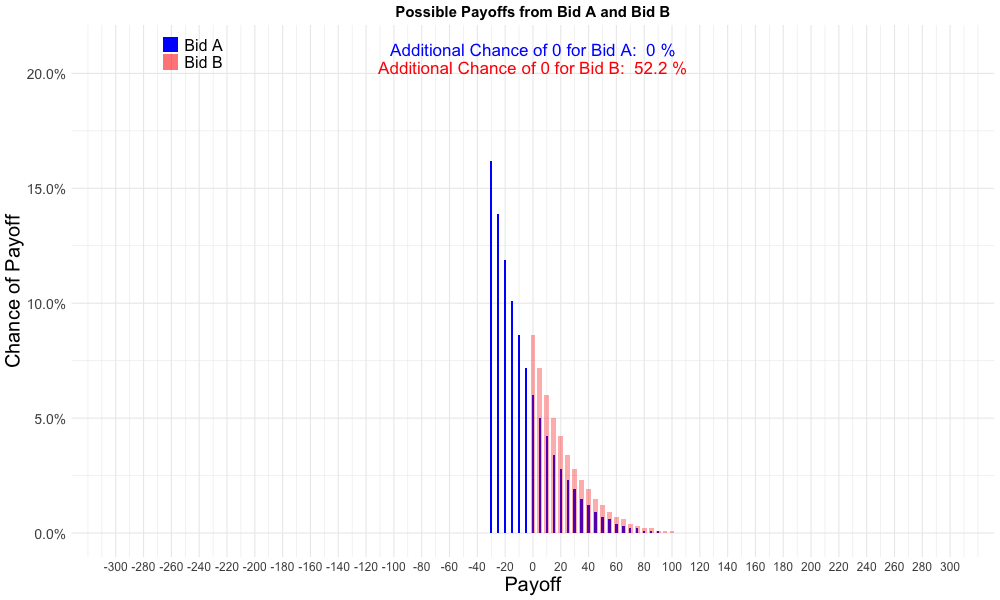 Possible Payoffs from Bid A and Bid B
Bid A
Bid B
Additional Chance of 0 for Bid A:  0 %
Additional Chance of 0 for Bid B:  52.2 %
Chance of Payoff
20.0%
15.0%
10.0%
5.0%
0.0%
-300 -280 -260 -240 -220 -200 -180 -160 -140 -120 -100 -80 -60 -40 -20 0 20 40 60 80 100 120 140 160 180 200 220 240 260 280 300
Payoff